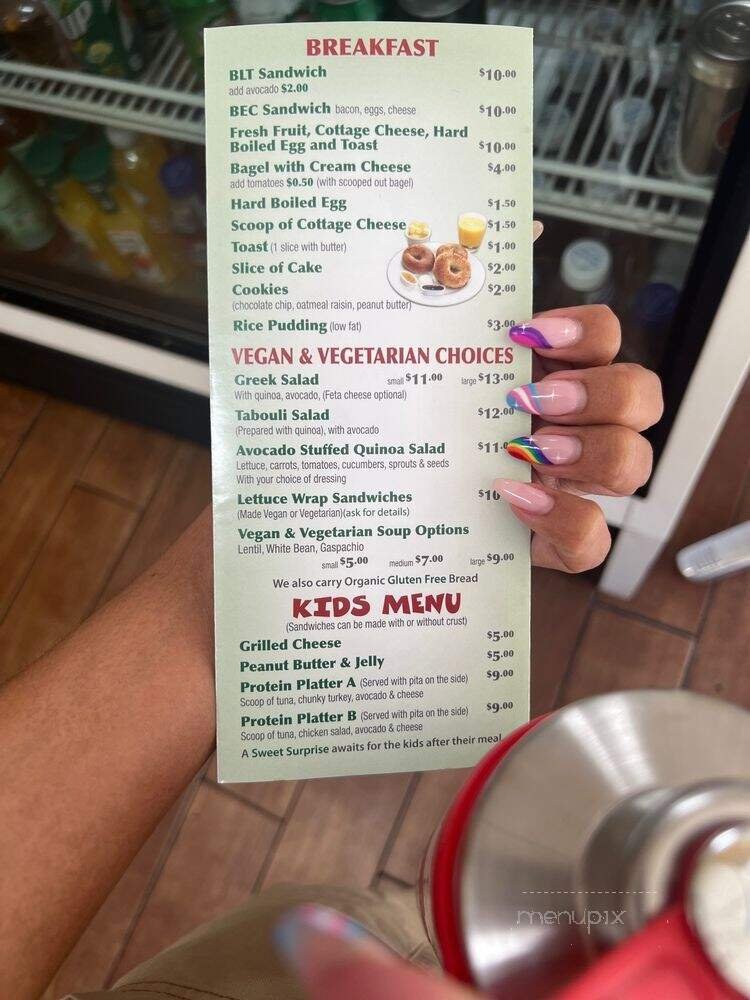 BREAKFAST
BLT Sandwich $10.00
add avocado $2.00
BEC Sandwich bacon, eggs, cheese $10.00
Fresh Fruit, Cottage Cheese, Hard
Boiled Egg and Toast $10.00
Bagel with Cream Cheese $4.00
add tomatoes $0.50 (with scooped out bagel)
Hard Boiled Egg $1.50
Scoop of Cottage Cheese $1.50
Toast (1 slice with butter) $1.00
Slice of Cake $2.00
Cookies $2.00
(chocolate chip, oatmeal raisin, peanut butter)
Rice Pudding (low fat) $3.00
VEGAN & VEGETARIAN CHOICES
Greek Salad small $11.00 large $13.00
With quinoa, avocado, (Feta cheese optional)
Tabouli Salad $12.00
(Prepared with quinoa), with avocado
Avocado Stuffed Quinoa Salad $11.0
Lettuce, carrots, tomatoes, cucumbers, sprouts & seeds
With your choice of dressing
Lettuce Wrap Sandwiches $10
(Made Vegan or Vegetarian)(ask for details)
Vegan & Vegetarian Soup Options
Lentil, White Bean, Gaspachio
small $5.00 medium $7.00 large $9.00
We also carry Organic Gluten Free Bread
KIDS MENU
(Sandwiches can be made with or without crust)
Grilled Cheese $5.00
Peanut Butter & Jelly $5.00
Protein Platter A (Served with pita on the side) $9.00
Scoop of tuna, chunky turkey, avocado & cheese
Protein Platter B (Served with pita on the side) $9.00
Scoop of tuna, chicken salad, avocado & cheese
A Sweet Surprise awaits for the kids after their meal
menupix